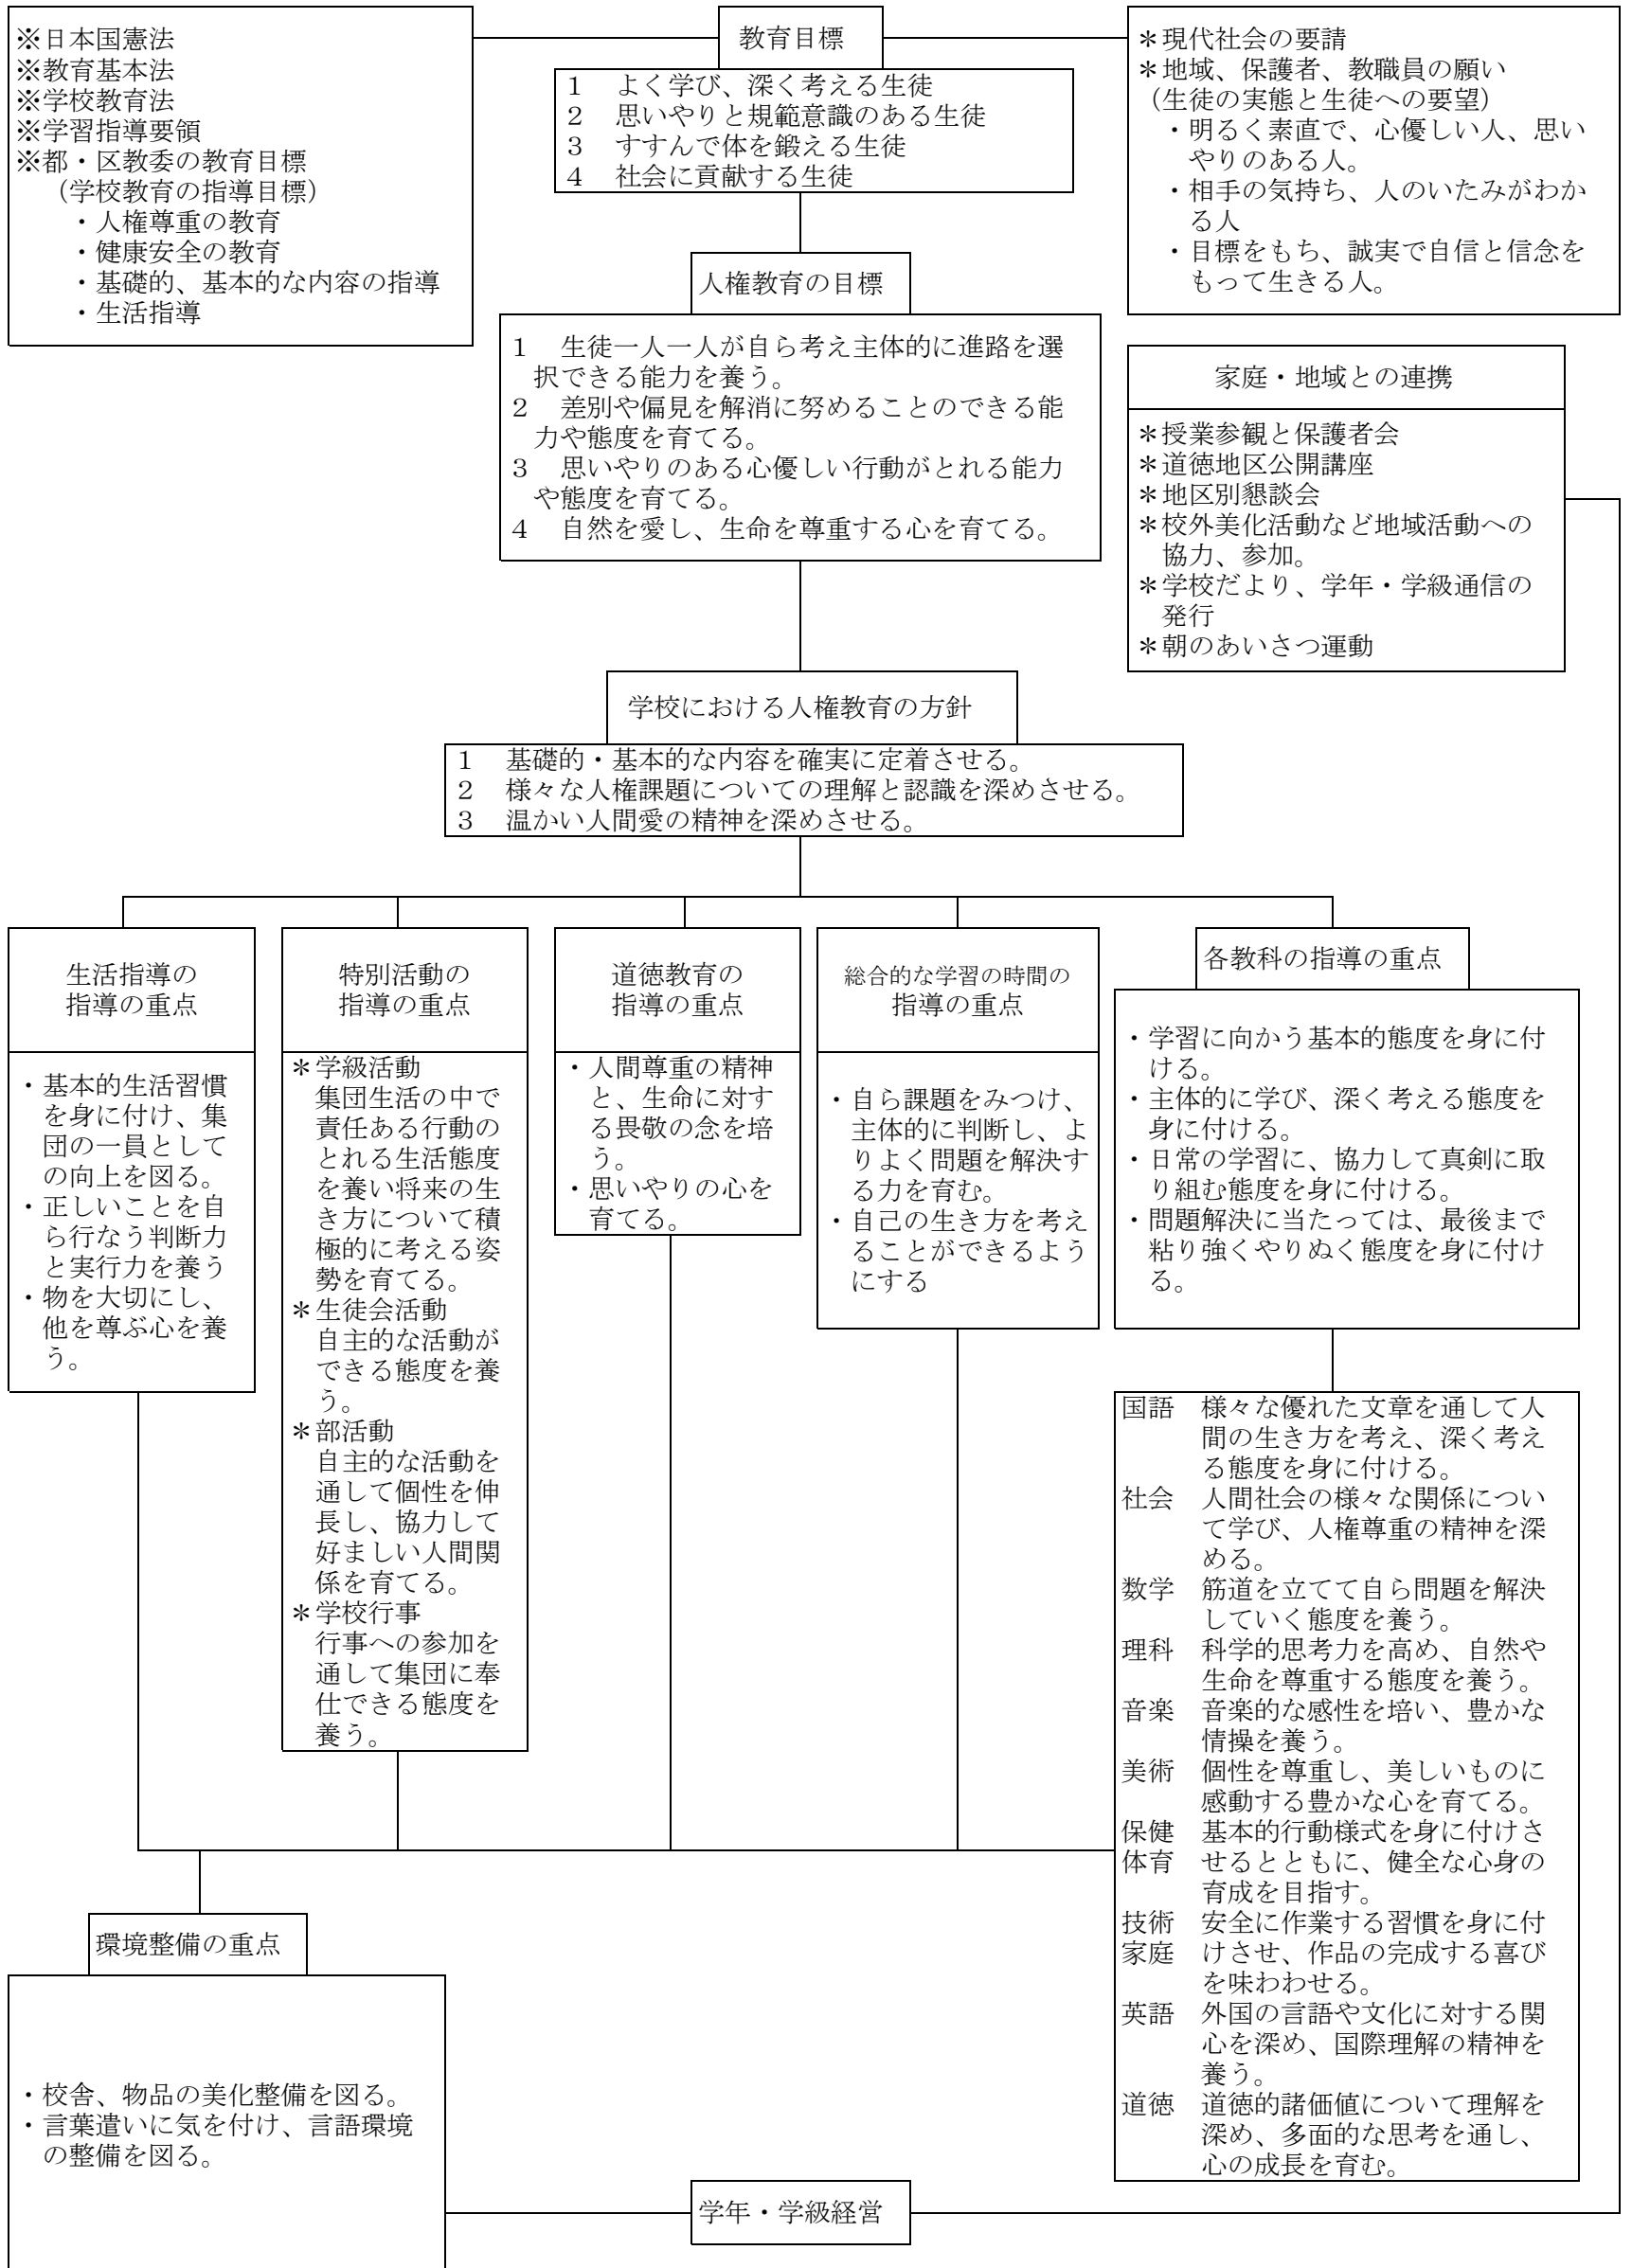 ※日本国憲法
※教育基本法
※学校教育法
※学習指導要領
※都・区教委の教育目標
（学校教育の指導目標）
・人権尊重の教育
・健康安全の教育
・基礎的、基本的な内容の指導
・生活指導
教育目標
１　よく学び、深く考える生徒
２　思いやりと規範意識のある生徒
３　すすんで体を鍛える生徒
４　社会に貢献する生徒
＊現代社会の要請
＊地域、保護者、教職員の願い
（生徒の実態と生徒への要望）
・明るく素直で、心優しい人、思い
やりのある人。
・相手の気持ち、人のいたみがわか
る人
・目標をもち、誠実で自信と信念を
もって生きる人。
人権教育の目標
１　生徒一人一人が自ら考え主体的に進路を選
択できる能力を養う。
２　差別や偏見を解消に努めることのできる能
力や態度を育てる。
３　思いやりのある心優しい行動がとれる能力
や態度を育てる。
４　自然を愛し、生命を尊重する心を育てる。
家庭・地域との連携
＊授業参観と保護者会
＊道徳地区公開講座
＊地区別懇談会
＊校外美化活動など地域活動への
協力、参加。
＊学校だより、学年・学級通信の
発行
＊朝のあいさつ運動
学校における人権教育の方針
１　基礎的・基本的な内容を確実に定着させる。
２　様々な人権課題についての理解と認識を深めさせる。
３　温かい人間愛の精神を深めさせる。
生活指導の
指導の重点
・基本的生活習慣
を身に付け、集
団の一員として
の向上を図る。
・正しいことを自
ら行なう判断力
と実行力を養う
・物を大切にし、
他を尊ぶ心を養
う。
特別活動の
指導の重点
＊学級活動
集団生活の中で
責任ある行動の
とれる生活態度
を養い将来の生
き方について積
極的に考える姿
勢を育てる。
＊生徒会活動
自主的な活動が
できる態度を養
う。
＊部活動
自主的な活動を
通して個性を伸
長し、協力して
好ましい人間関
係を育てる。
＊学校行事
行事への参加を
通して集団に奉
仕できる態度を
養う。
道徳教育の
指導の重点
・人間尊重の精神
と、生命に対す
る畏敬の念を培
う。
・思いやりの心を
育てる。
総合的な学習の時間の
指導の重点
・自ら課題をみつけ、
主体的に判断し、よ
りよく問題を解決す
る力を育む。
・自己の生き方を考え
ることができるよう
にする
各教科の指導の重点
・学習に向かう基本的態度を身に付
ける。
・主体的に学び、深く考える態度を
身に付ける。
・日常の学習に、協力して真剣に取
り組む態度を身に付ける。
・問題解決に当たっては、最後まで
粘り強くやりぬく態度を身に付け
る。
国語　様々な優れた文章を通して人
間の生き方を考え、深く考え
る態度を身に付ける。
社会　人間社会の様々な関係につい
て学び、人権尊重の精神を深
める。
数学　筋道を立てて自ら問題を解決
していく態度を養う。
理科　科学的思考力を高め、自然や
生命を尊重する態度を養う。
音楽　音楽的な感性を培い、豊かな
情操を養う。
美術　個性を尊重し、美しいものに
感動する豊かな心を育てる。
保健　基本的行動様式を身に付けさ
体育　せるとともに、健全な心身の
育成を目指す。
技術　安全に作業する習慣を身に付
家庭　けさせ、作品の完成する喜び
を味わわせる。
英語　外国の言語や文化に対する関
心を深め、国際理解の精神を
養う。
道徳　道徳的諸価値について理解を
深め、多面的な思考を通し、
心の成長を育む。
環境整備の重点
・校舎、物品の美化整備を図る。
・言葉遣いに気を付け、言語環境
の整備を図る。
学年・学級経営